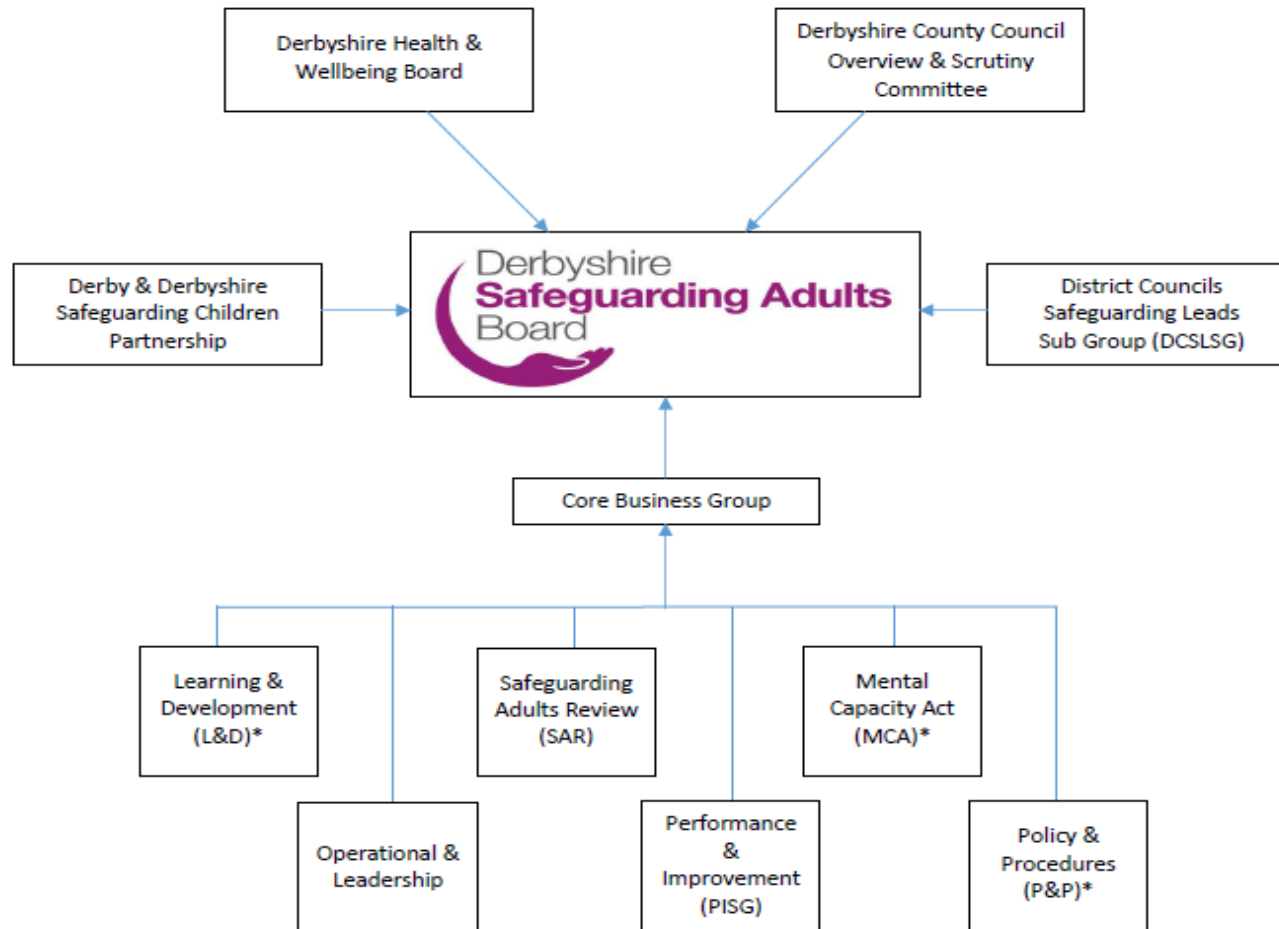 Derbyshire Health &
Wellbeing Board
Derbyshire County Council
Overview & Scrutiny
Committee
Derby & Derbyshire
Safeguarding Children
Partnership
Derbyshire
Safeguarding Adults
Board
District Councils
Safeguarding Leads
Sub Group (DCSLSG)
Core Business Group
Learning &
Development
(L&D)*
Safeguarding
Adults Review
(SAR)
Mental
Capacity Act
(MCA)*
Operational &
Leadership
Performance
&
Improvement
(PISG)
Policy &
Procedures
(P&P)*